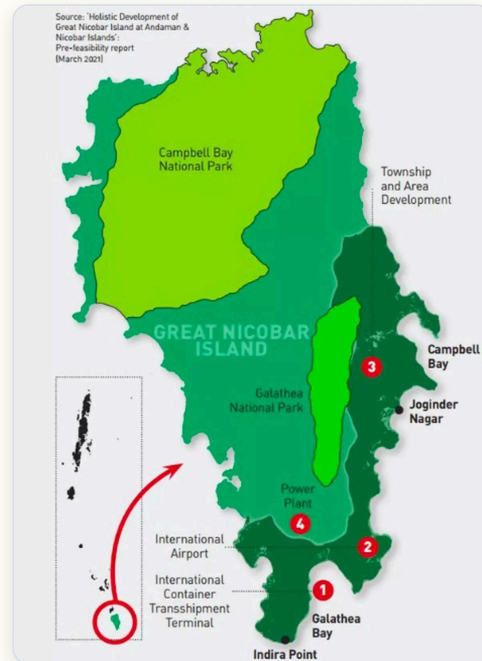 Source: 'Holistic Development of
Great Nicobar Island at Andaman &
Nicobar Islands':
Pre-feasibility report
(March 2021)
Campbell Bay
National Park
Township
and Area
Development
GREAT NICOBAR
ISLAND
Campbell
Bay
3
Galathea
National Park
Joginder
Nagar
Power
Plant
4
International
Airport
2
International
Container
Transshipment
Terminal
1
Galathea
Bay
Indira Point